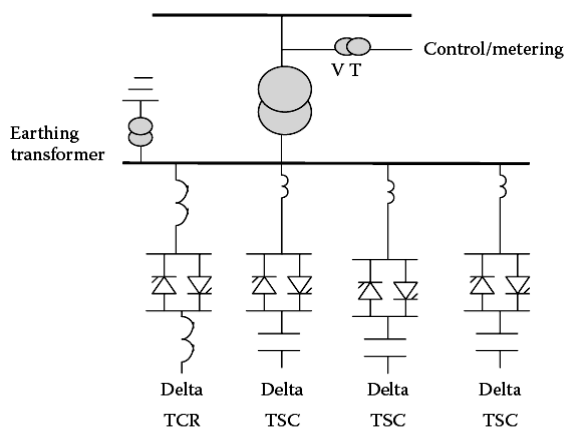 Control/metering
V T
Earthing
transformer
Delta
Delta
Delta
Delta
TCR
TSC
TSC
TSC